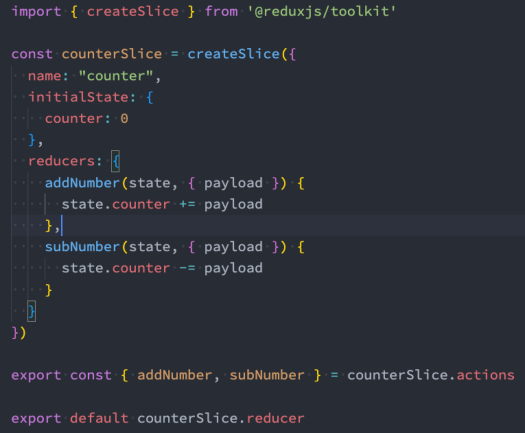 import { createSlice } from '@reduxjs/toolkit'

const counterSlice = createSlice({
  name: "counter",
  initialState: {
    counter: 0
  },
  reducers: {
    addNumber(state, { payload }) {
      state.counter += payload
    },
    subNumber(state, { payload }) {
      state.counter -= payload
    }
  }
})

export const { addNumber, subNumber } = counterSlice.actions

export default counterSlice.reducer